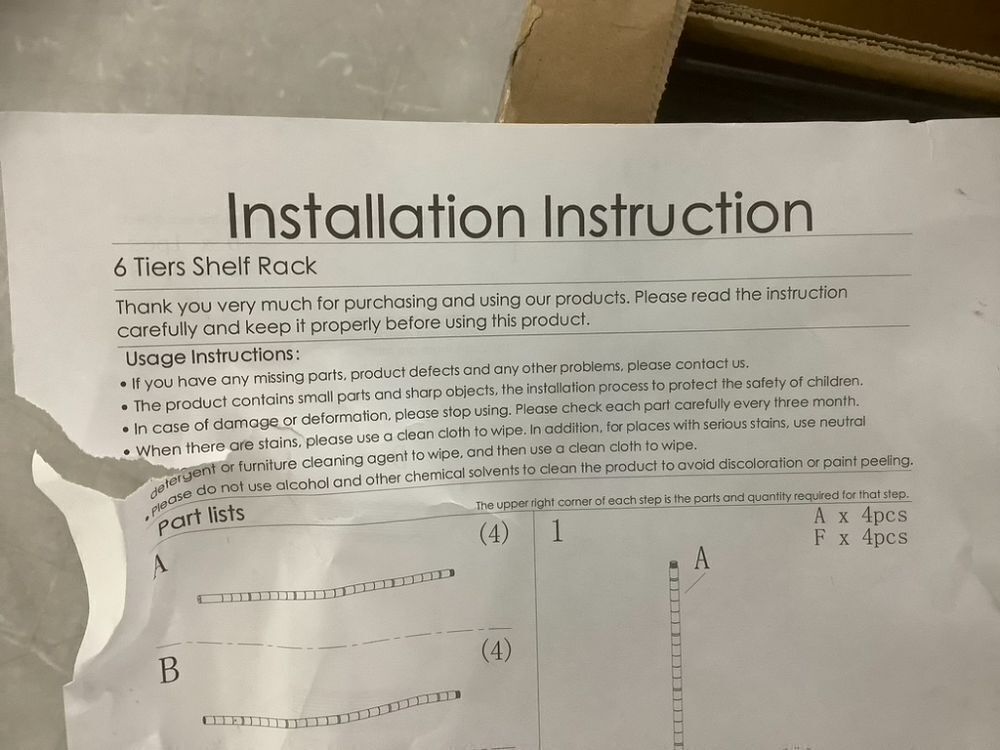 Installation Instruction
6 Tiers Shelf Rack
Thank you very much for purchasing and using our products. Please read the instruction
carefully and keep it properly before using this product.
Usage Instructions:
• If you have any missing parts, product defects and any other problems, please contact us.
• The product contains small parts and sharp objects, the installation process to protect the safety of children.
• In case of damage or deformation, please stop using. Please check each part carefully every three month.
• When there are stains, please use a clean cloth to wipe. In addition, for places with serious stains, use neutral
detergent or furniture cleaning agent to wipe, and then use a clean cloth to wipe.
• Please do not use alcohol and other chemical solvents to clean the product to avoid discoloration or paint peeling.
The upper right corner of each step is the parts and quantity required for that step.
Part lists
A
(4)
B
(4)
1
A x 4pcs
F x 4pcs
A